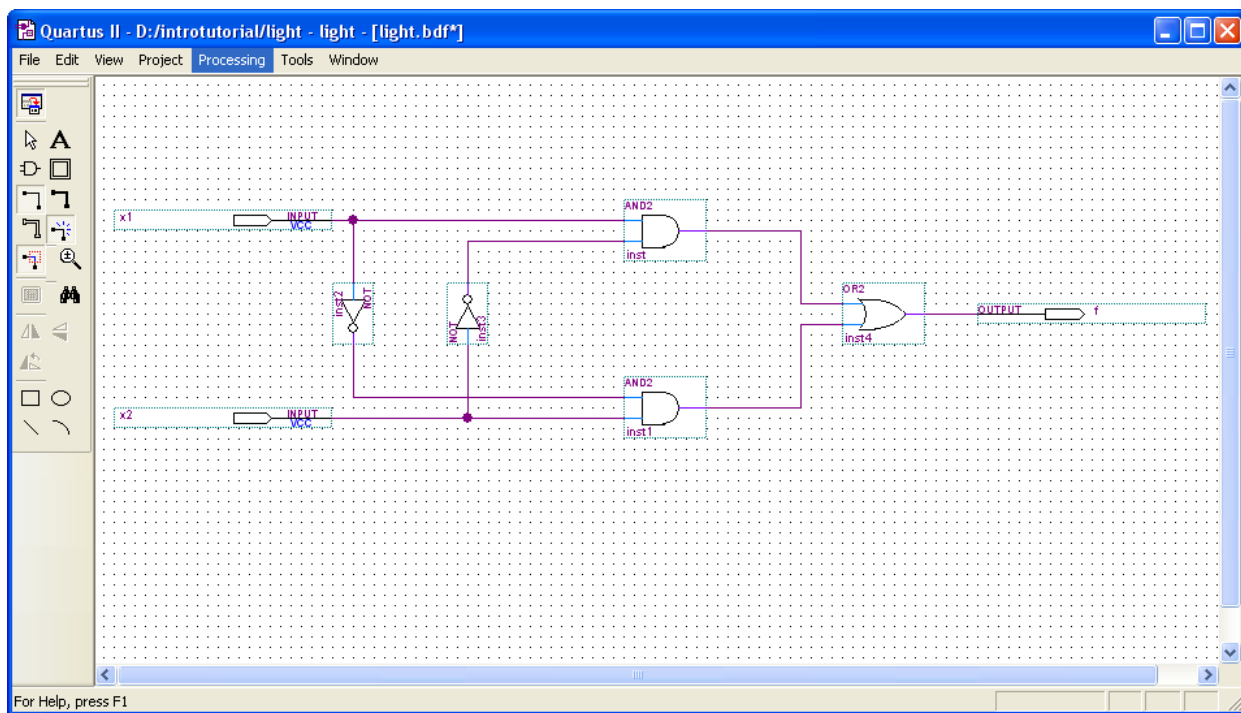 Quartus II - D:/introtutorial/light - light - [light.bdf*]
File Edit View Project Processing Tools Window
A
AND2
x1 INPUT
VCC
inst
inst2 NOT
NOT inst3
OR2
OUTPUT f
inst4
AND2
x2 INPUT
VCC
inst1
For Help, press F1